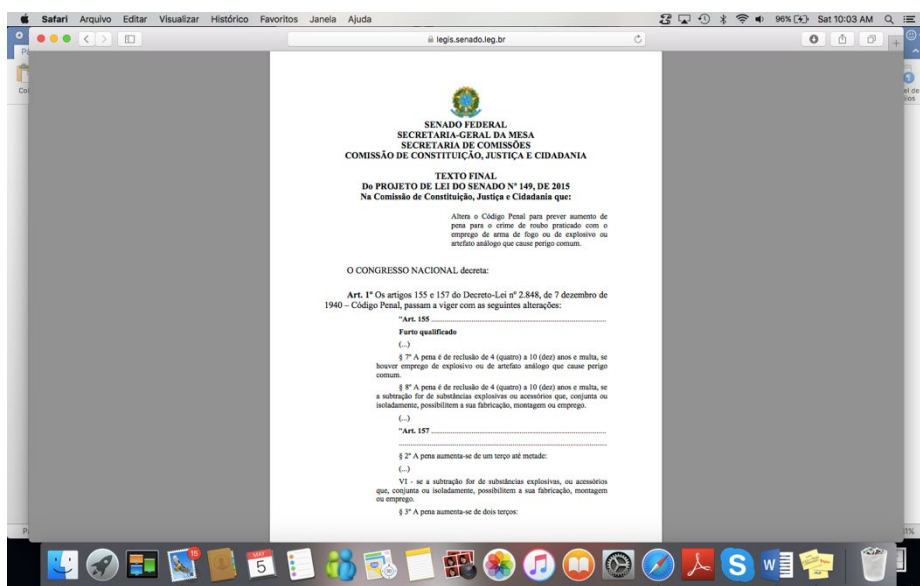 Safari Arquivo Editar Visualizar Histórico Favoritos Janela Ajuda
96% Sat 10:03 AM
legis.senado.leg.br
SENADO FEDERAL
SECRETARIA-GERAL DA MESA
SECRETARIA DE COMISSÕES
COMISSÃO DE CONSTITUIÇÃO, JUSTIÇA E CIDADANIA
TEXTO FINAL
Do PROJETO DE LEI DO SENADO Nº 149, DE 2015
Na Comissão de Constituição, Justiça e Cidadania que:
Altera o Código Penal para prever aumento de
pena para o crime de roubo praticado com o
emprego de arma de fogo ou de explosivo ou
artefato análogo que cause perigo comum.
O CONGRESSO NACIONAL decreta:
Art. 1º Os artigos 155 e 157 do Decreto-Lei nº 2.848, de 7 dezembro de
1940 – Código Penal, passam a viger com as seguintes alterações:
"Art. 155 ........................................................................
Furto qualificado
(...)
§ 7º A pena é de reclusão de 4 (quatro) a 10 (dez) anos e multa, se
houver emprego de explosivo ou de artefato análogo que cause perigo
comum.
§ 8º A pena é de reclusão de 4 (quatro) a 10 (dez) anos e multa, se
a subtração for de substâncias explosivas ou acessórios que, conjunta ou
isoladamente, possibilitem a sua fabricação, montagem ou emprego.
(...)
"Art. 157 ........................................................................
........................................................................
§ 2º A pena aumenta-se de um terço até metade:
(...)
VI - se a subtração for de substâncias explosivas, ou acessórios
que, conjunta ou isoladamente, possibilitem a sua fabricação, montagem
ou emprego.
§ 3º A pena aumenta-se de dois terços:
15
MAY
5